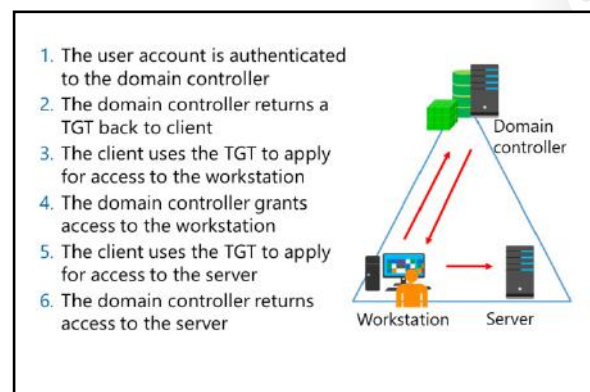 1. The user account is authenticated
to the domain controller
2. The domain controller returns a
TGT back to client
3. The client uses the TGT to apply
for access to the workstation
4. The domain controller grants
access to the workstation
5. The client uses the TGT to apply
for access to the server
6. The domain controller returns
access to the server
Domain
controller
Workstation
Server